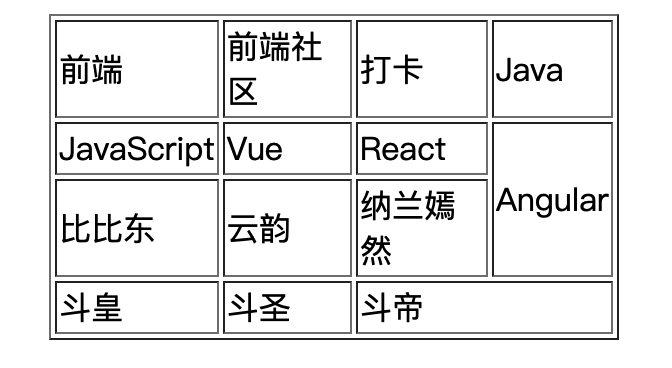 前端
前端社
区
打卡
Java
JavaScript
Vue
React
Angular
比比东
云韵
纳兰嫣
然
斗皇
斗圣
斗帝